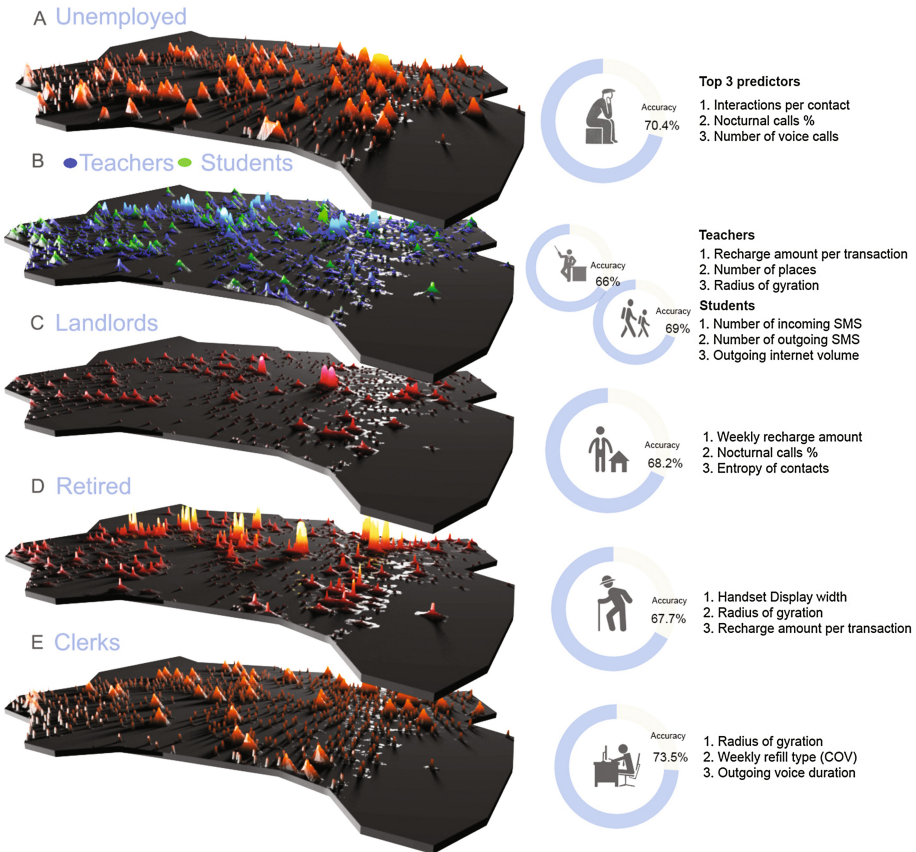 A Unemployed
Top 3 predictors
Accuracy
70.4%
1. Interactions per contact
2. Nocturnal calls %
3. Number of voice calls
B Teachers Students
Teachers
Accuracy
66%
1. Recharge amount per transaction
2. Number of places
3. Radius of gyration
Students
Accuracy
69%
1. Number of incoming SMS
2. Number of outgoing SMS
3. Outgoing internet volume
C Landlords
Accuracy
68.2%
1. Weekly recharge amount
2. Nocturnal calls %
3. Entropy of contacts
D Retired
Accuracy
67.7%
1. Handset Display width
2. Radius of gyration
3. Recharge amount per transaction
E Clerks
Accuracy
73.5%
1. Radius of gyration
2. Weekly refill type (COV)
3. Outgoing voice duration